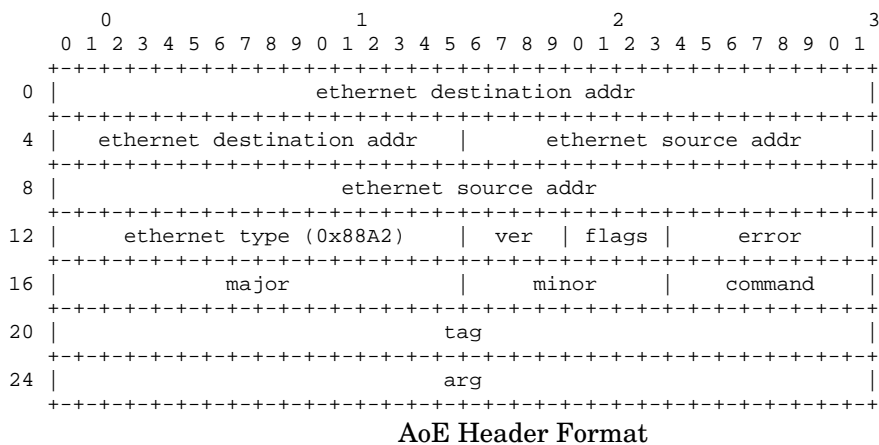 0 1 2 3
0 1 2 3 4 5 6 7 8 9 0 1 2 3 4 5 6 7 8 9 0 1 2 3 4 5 6 7 8 9 0 1
+-+-+-+-+-+-+-+-+-+-+-+-+-+-+-+-+-+-+-+-+-+-+-+-+-+-+-+-+-+-+-+-+
0 | ethernet destination addr |
+-+-+-+-+-+-+-+-+-+-+-+-+-+-+-+-+-+-+-+-+-+-+-+-+-+-+-+-+-+-+-+-+
4 | ethernet destination addr | ethernet source addr |
+-+-+-+-+-+-+-+-+-+-+-+-+-+-+-+-+-+-+-+-+-+-+-+-+-+-+-+-+-+-+-+-+
8 | ethernet source addr |
+-+-+-+-+-+-+-+-+-+-+-+-+-+-+-+-+-+-+-+-+-+-+-+-+-+-+-+-+-+-+-+-+
12 | ethernet type (0x88A2) | ver | flags | error |
+-+-+-+-+-+-+-+-+-+-+-+-+-+-+-+-+-+-+-+-+-+-+-+-+-+-+-+-+-+-+-+-+
16 | major | minor | command |
+-+-+-+-+-+-+-+-+-+-+-+-+-+-+-+-+-+-+-+-+-+-+-+-+-+-+-+-+-+-+-+-+
20 | tag |
+-+-+-+-+-+-+-+-+-+-+-+-+-+-+-+-+-+-+-+-+-+-+-+-+-+-+-+-+-+-+-+-+
24 | arg |
+-+-+-+-+-+-+-+-+-+-+-+-+-+-+-+-+-+-+-+-+-+-+-+-+-+-+-+-+-+-+-+-+
AoE Header Format